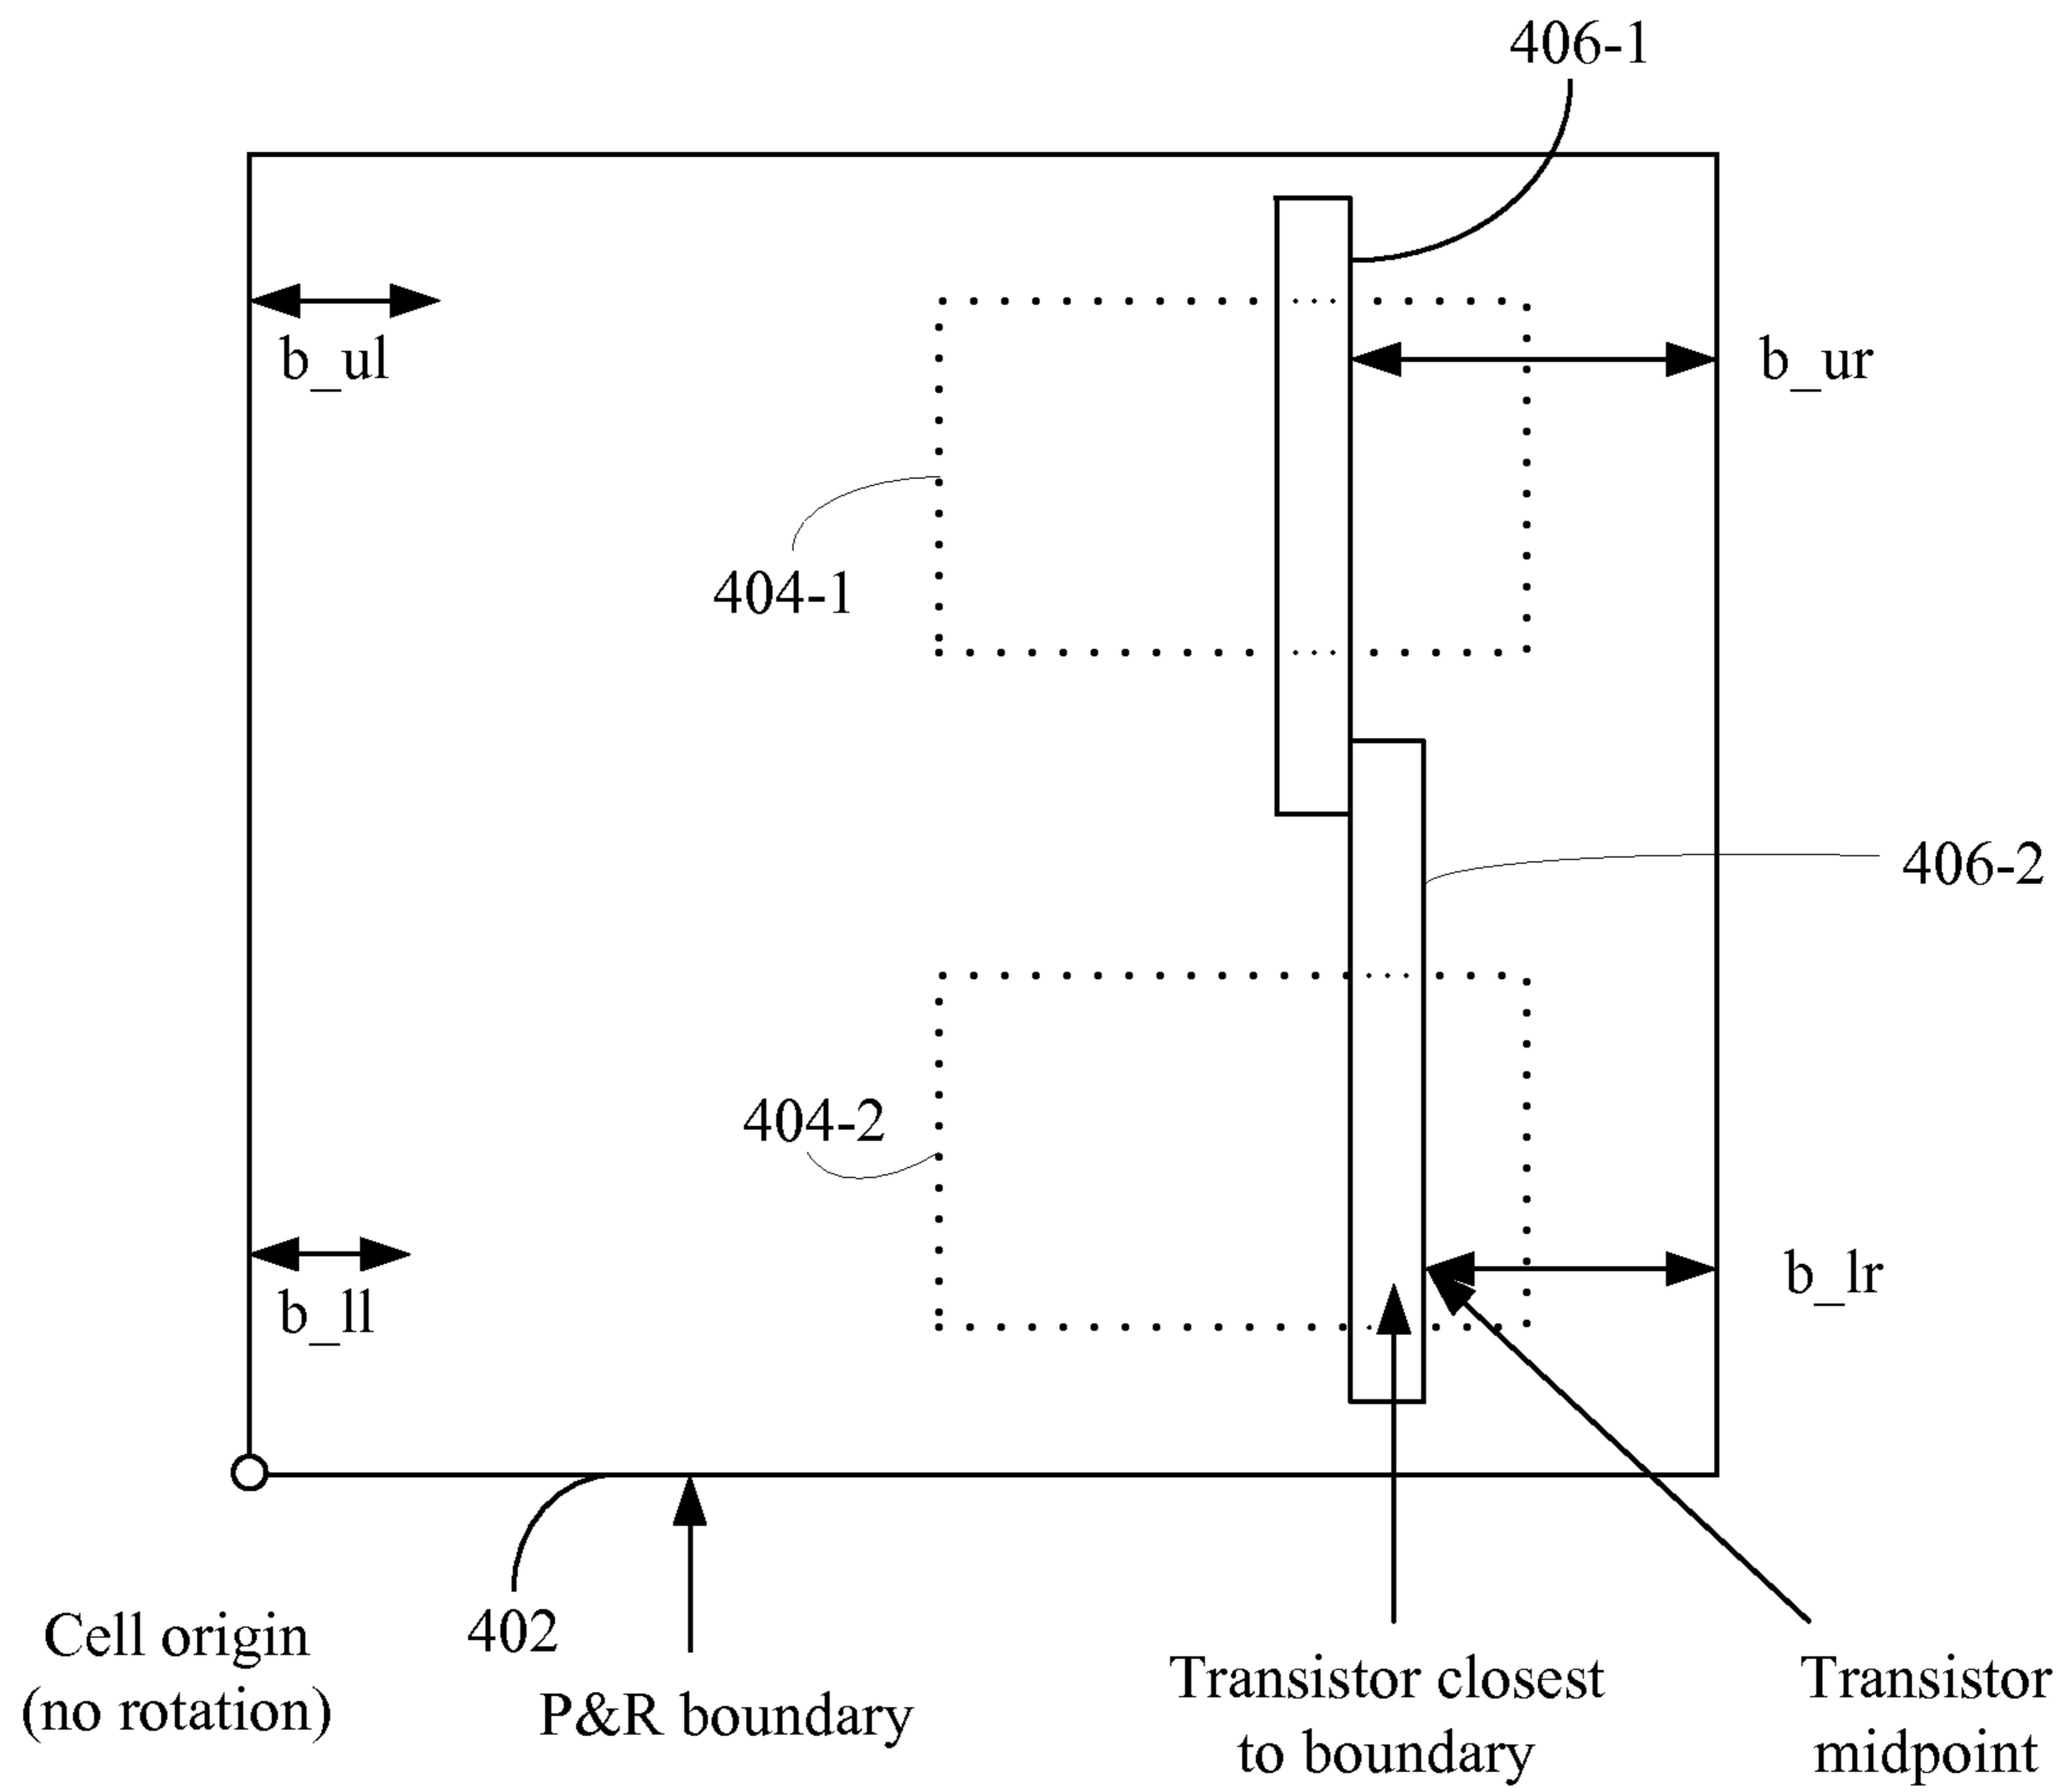 406-1
b_ul
b_ur
404-1
406-2
404-2
b_ll
b_lr
402
Cell origin
(no rotation)
P&R boundary
Transistor closest
to boundary
Transistor
midpoint